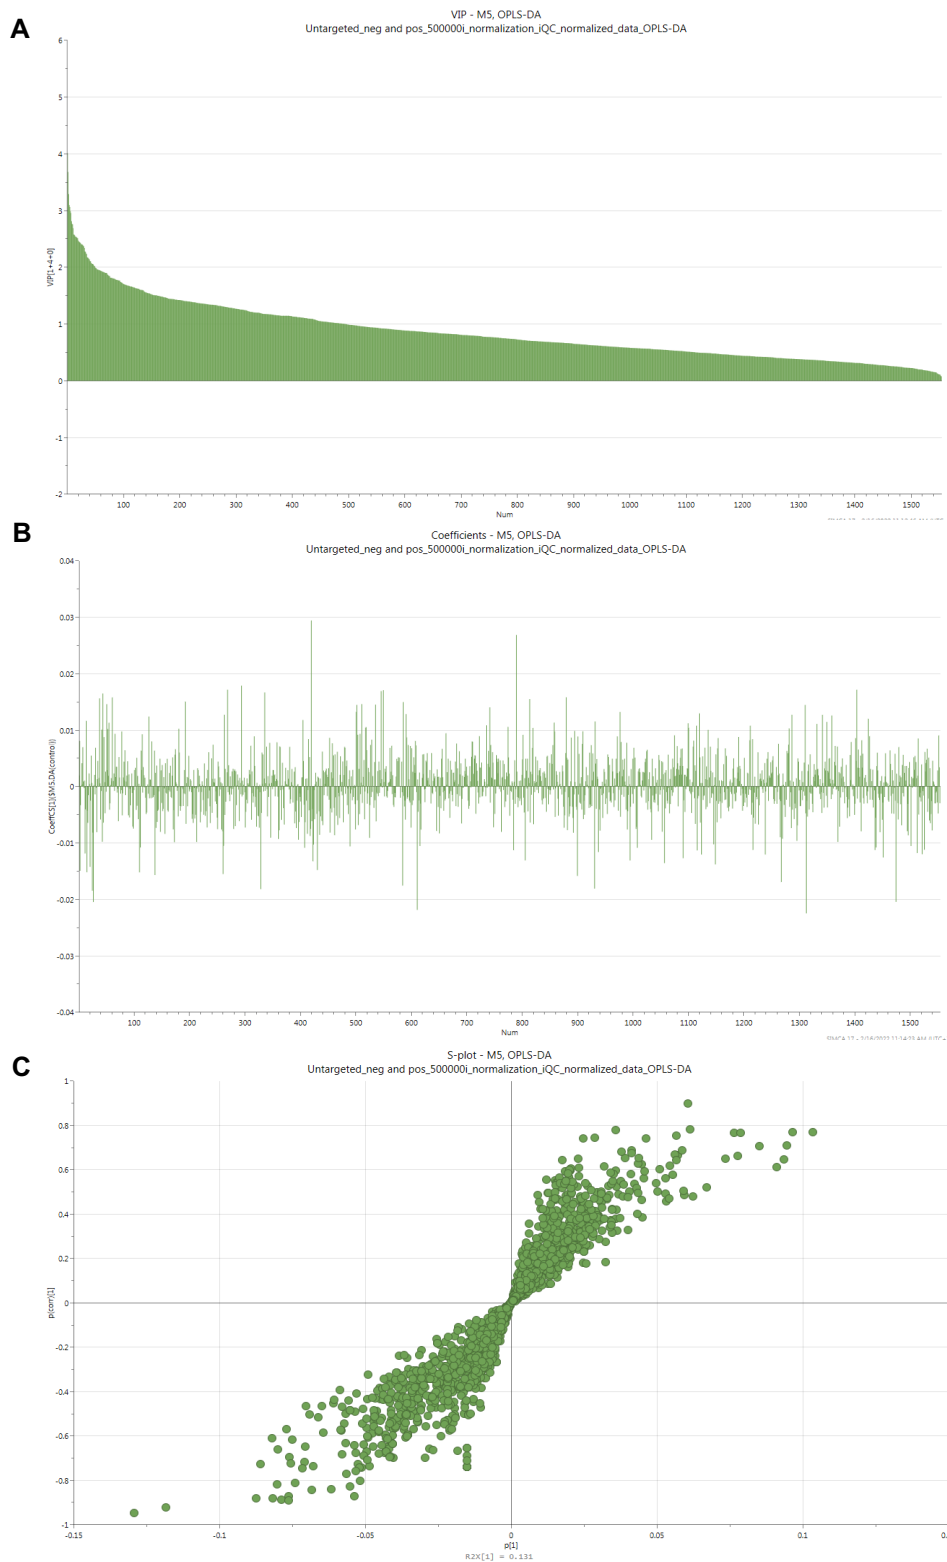 A
VIP - M5, OPLS-DA
Untargeted_neg and pos_500000i_normalization_iQC_normalized_data_OPLS-DA
6
5
4
3
2
1
0
-1
-2
VIP[1+4+0]
100 200 300 400 500 600 700 800 900 1000 1100 1200 1300 1400 1500
Num
B
Coefficients - M5, OPLS-DA
Untargeted_neg and pos_500000i_normalization_iQC_normalized_data_OPLS-DA
0.04
0.03
0.02
0.01
0
-0.01
-0.02
-0.03
-0.04
CoeffCS[1]($M5.DA(control))
100 200 300 400 500 600 700 800 900 1000 1100 1200 1300 1400 1500
Num
C
S-plot - M5, OPLS-DA
Untargeted_neg and pos_500000i_normalization_iQC_normalized_data_OPLS-DA
1
0.8
0.6
0.4
0.2
0
-0.2
-0.4
-0.6
-0.8
-1
p(corr)[1]
-0.15 -0.1 -0.05 0 0.05 0.1
p[1]
R2X[1] = 0.131